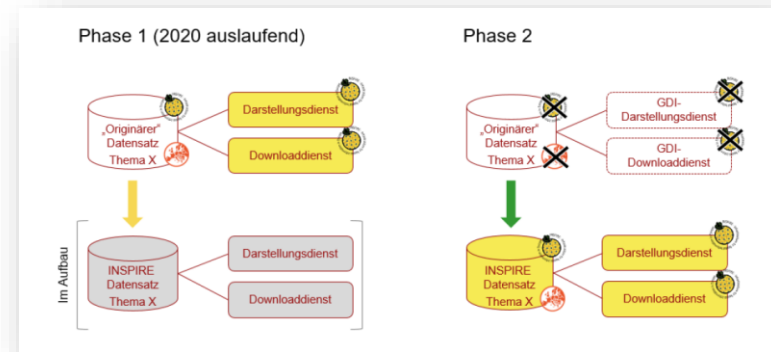 Phase 1 (2020 auslaufend)
„Originärer"
Datensatz
Thema X
Darstellungsdienst
Downloaddienst
Im Aufbau
INSPIRE
Datensatz
Thema X
Darstellungsdienst
Downloaddienst
Phase 2
„Originärer"
Datensatz
Thema X
GDI-
Darstellungsdienst
GDI-
Downloaddienst
INSPIRE
Datensatz
Thema X
Darstellungsdienst
Downloaddienst